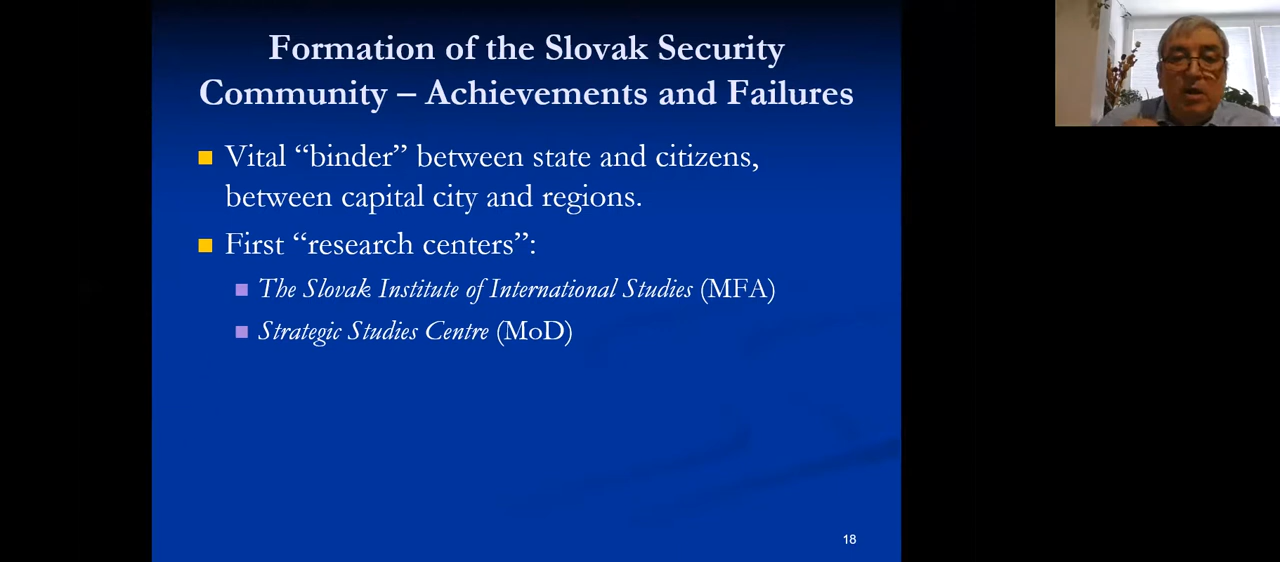 Formation of the Slovak Security
Community – Achievements and Failures
Vital “binder” between state and citizens,
between capital city and regions.
First “research centers”:
The Slovak Institute of International Studies (MFA)
Strategic Studies Centre (MoD)
18